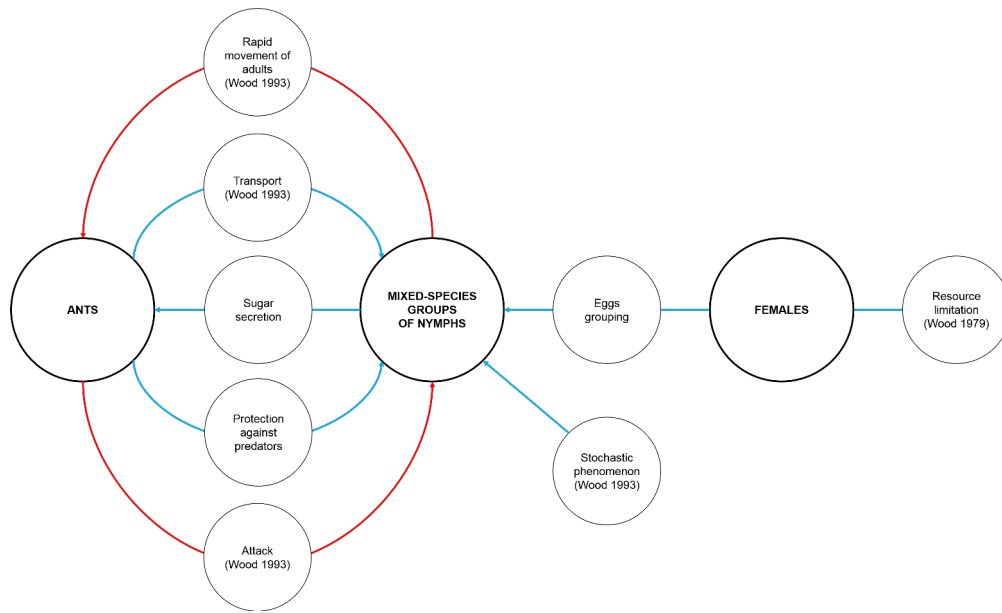 Rapid
movement of
adults
(Wood 1993)
Transport
(Wood 1993)
ANTS
Sugar
secretion
MIXED-SPECIES
GROUPS
OF NYMPHS
Eggs
grouping
FEMALES
Resource
limitation
(Wood 1979)
Protection
against
predators
Stochastic
phenomenon
(Wood 1993)
Attack
(Wood 1993)